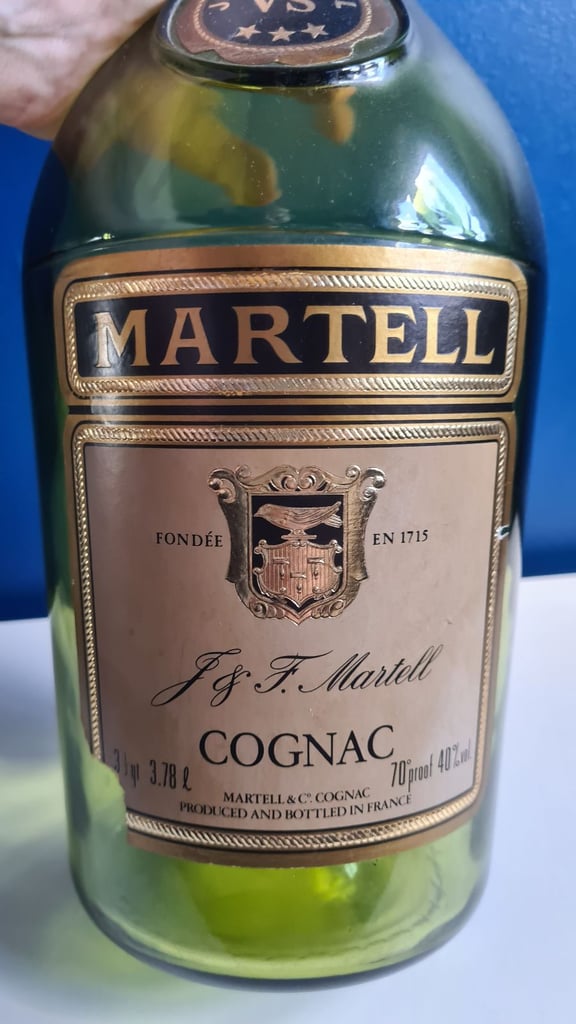 VS
MARTELL
FONDÉE EN 1715
J & F. Martell
COGNAC
3.78 ℓ 70° proof 40% vol.
MARTELL & Cº. COGNAC
PRODUCED AND BOTTLED IN FRANCE